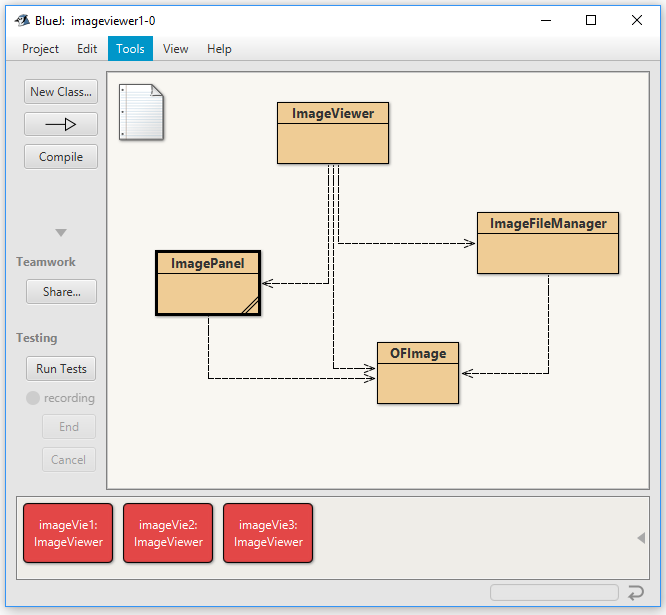 BlueJ: imageviewer1-0
Project Edit Tools View Help
New Class...
Compile
Teamwork
Share...
Testing
Run Tests
recording
End
Cancel
ImageViewer
ImageFileManager
ImagePanel
OFImage
imageVie1:
ImageViewer
imageVie2:
ImageViewer
imageVie3:
ImageViewer